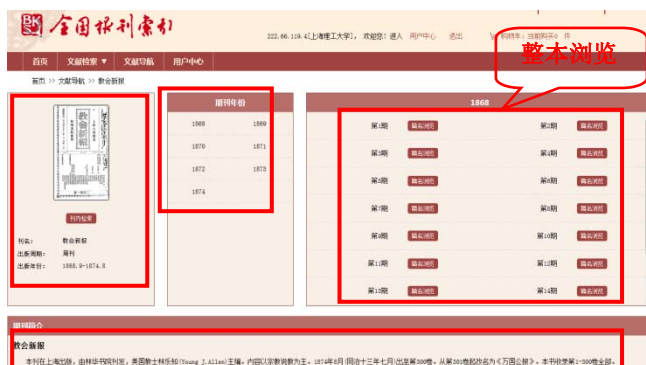 全国报刊索引
222.66.119.4[上海理工大学], 欢迎您! 进入 用户中心 退出 购物车: 当前购买0 件
整本浏览
首页 文献检索 ▼ 文献导航 用户中心
首页 >> 文献导航 >> 教会新报
期刊年份
1868
教会新报
1868 1869
1870 1871
1872 1873
1874
第1期 篇名浏览 第2期 篇名浏览
第3期 篇名浏览 第4期 篇名浏览
第5期 篇名浏览 第6期 篇名浏览
第7期 篇名浏览 第8期 篇名浏览
第9期 篇名浏览 第10期 篇名浏览
第11期 篇名浏览 第12期 篇名浏览
第13期 篇名浏览 第14期 篇名浏览
刊内检索
刊名: 教会新报
出版周期: 周刊
出版年份: 1868.9-1874.8
期刊简介
教会新报
本刊在上海出版, 由林华书院刊发, 美国教士林乐知(Young J.Allen)主编。内容以宗教说教为主。1874年8月(同治十三年七月)出至第300卷。从第301卷起改名为《万国公报》。本书收录第1-300卷全部。